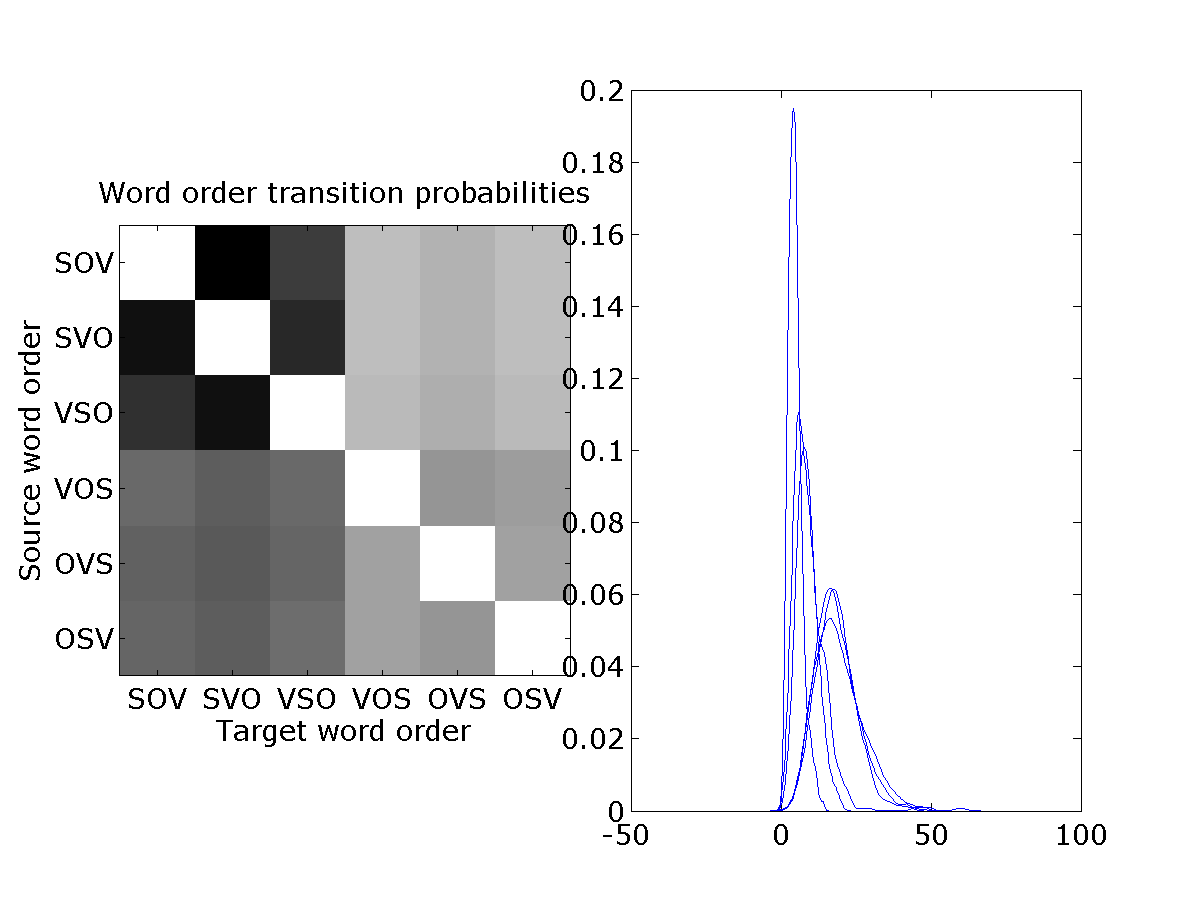 Word order transition probabilities
Source word order
SOV
SVO
VSO
VOS
OVS
OSV
SOV SVO VSO VOS OVS OSV
Target word order
0.2
0.18
0.16
0.14
0.12
0.1
0.08
0.06
0.04
0.02
0
-50 0 50 100